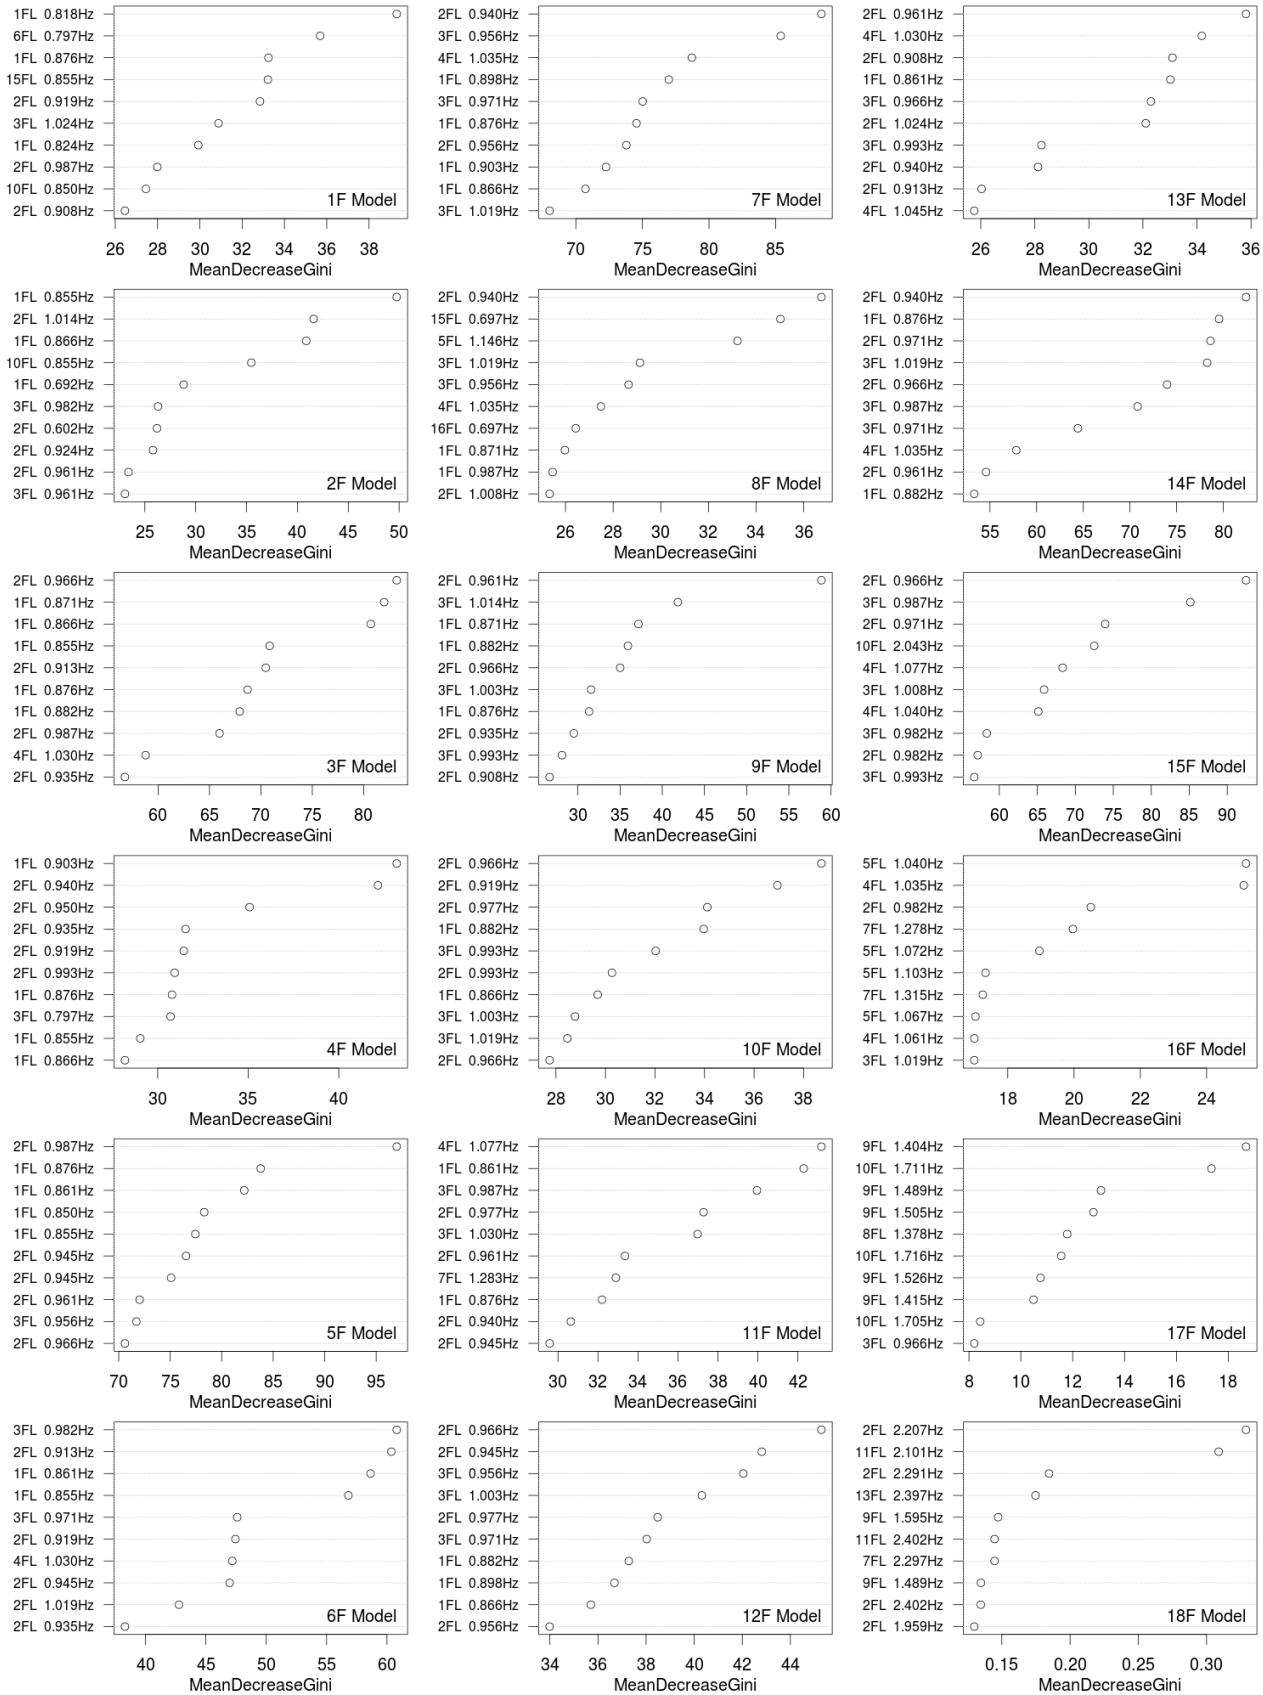 1FL 0.818Hz
6FL 0.797Hz
1FL 0.876Hz
15FL 0.855Hz
2FL 0.919Hz
3FL 1.024Hz
1FL 0.824Hz
2FL 0.987Hz
10FL 0.850Hz
2FL 0.908Hz
1F Model
26 28 30 32 34 36 38
MeanDecreaseGini
2FL 0.940Hz
3FL 0.956Hz
4FL 1.035Hz
1FL 0.898Hz
3FL 0.971Hz
1FL 0.876Hz
2FL 0.956Hz
1FL 0.903Hz
1FL 0.866Hz
3FL 1.019Hz
7F Model
70 75 80 85
MeanDecreaseGini
2FL 0.961Hz
4FL 1.030Hz
2FL 0.908Hz
1FL 0.861Hz
3FL 0.966Hz
2FL 1.024Hz
3FL 0.993Hz
2FL 0.940Hz
2FL 0.913Hz
4FL 1.045Hz
13F Model
26 28 30 32 34 36
MeanDecreaseGini
1FL 0.855Hz
2FL 1.014Hz
1FL 0.866Hz
10FL 0.855Hz
1FL 0.692Hz
3FL 0.982Hz
2FL 0.602Hz
2FL 0.924Hz
2FL 0.961Hz
3FL 0.961Hz
2F Model
25 30 35 40 45 50
MeanDecreaseGini
2FL 0.940Hz
15FL 0.697Hz
5FL 1.146Hz
3FL 1.019Hz
3FL 0.956Hz
4FL 1.035Hz
16FL 0.697Hz
1FL 0.871Hz
1FL 0.987Hz
2FL 1.008Hz
8F Model
26 28 30 32 34 36
MeanDecreaseGini
2FL 0.940Hz
1FL 0.876Hz
2FL 0.971Hz
3FL 1.019Hz
2FL 0.966Hz
3FL 0.987Hz
3FL 0.971Hz
4FL 1.035Hz
2FL 0.961Hz
1FL 0.882Hz
14F Model
55 60 65 70 75 80
MeanDecreaseGini
2FL 0.966Hz
1FL 0.871Hz
1FL 0.866Hz
1FL 0.855Hz
2FL 0.913Hz
1FL 0.876Hz
1FL 0.882Hz
2FL 0.987Hz
4FL 1.030Hz
2FL 0.935Hz
3F Model
60 65 70 75 80
MeanDecreaseGini
2FL 0.961Hz
3FL 1.014Hz
1FL 0.871Hz
1FL 0.882Hz
2FL 0.966Hz
3FL 1.003Hz
1FL 0.876Hz
2FL 0.935Hz
3FL 0.993Hz
2FL 0.908Hz
9F Model
30 35 40 45 50 55 60
MeanDecreaseGini
2FL 0.966Hz
3FL 0.987Hz
2FL 0.971Hz
10FL 2.043Hz
4FL 1.077Hz
3FL 1.008Hz
4FL 1.040Hz
3FL 0.982Hz
2FL 0.982Hz
3FL 0.993Hz
15F Model
60 65 70 75 80 85 90
MeanDecreaseGini
1FL 0.903Hz
2FL 0.940Hz
2FL 0.950Hz
2FL 0.935Hz
2FL 0.919Hz
2FL 0.993Hz
1FL 0.876Hz
3FL 0.797Hz
1FL 0.855Hz
1FL 0.866Hz
4F Model
30 35 40
MeanDecreaseGini
2FL 0.966Hz
2FL 0.919Hz
2FL 0.977Hz
1FL 0.882Hz
3FL 0.993Hz
2FL 0.993Hz
1FL 0.866Hz
3FL 1.003Hz
3FL 1.019Hz
2FL 0.966Hz
10F Model
28 30 32 34 36 38
MeanDecreaseGini
5FL 1.040Hz
4FL 1.035Hz
2FL 0.982Hz
7FL 1.278Hz
5FL 1.072Hz
5FL 1.103Hz
7FL 1.315Hz
5FL 1.067Hz
4FL 1.061Hz
3FL 1.019Hz
16F Model
18 20 22 24
MeanDecreaseGini
2FL 0.987Hz
1FL 0.876Hz
1FL 0.861Hz
1FL 0.850Hz
1FL 0.855Hz
2FL 0.945Hz
2FL 0.945Hz
2FL 0.961Hz
3FL 0.956Hz
2FL 0.966Hz
5F Model
70 75 80 85 90 95
MeanDecreaseGini
4FL 1.077Hz
1FL 0.861Hz
3FL 0.987Hz
2FL 0.977Hz
3FL 1.030Hz
2FL 0.961Hz
7FL 1.283Hz
1FL 0.876Hz
2FL 0.940Hz
2FL 0.945Hz
11F Model
30 32 34 36 38 40 42
MeanDecreaseGini
9FL 1.404Hz
10FL 1.711Hz
9FL 1.489Hz
9FL 1.505Hz
8FL 1.378Hz
10FL 1.716Hz
9FL 1.526Hz
9FL 1.415Hz
10FL 1.705Hz
3FL 0.966Hz
17F Model
8 10 12 14 16 18
MeanDecreaseGini
3FL 0.982Hz
2FL 0.913Hz
1FL 0.861Hz
1FL 0.855Hz
3FL 0.971Hz
2FL 0.919Hz
4FL 1.030Hz
2FL 0.945Hz
2FL 1.019Hz
2FL 0.935Hz
6F Model
40 45 50 55 60
MeanDecreaseGini
2FL 0.966Hz
2FL 0.945Hz
3FL 0.956Hz
3FL 1.003Hz
2FL 0.977Hz
3FL 0.971Hz
1FL 0.882Hz
1FL 0.898Hz
1FL 0.866Hz
2FL 0.956Hz
12F Model
34 36 38 40 42 44
MeanDecreaseGini
2FL 2.207Hz
11FL 2.101Hz
2FL 2.291Hz
13FL 2.397Hz
9FL 1.595Hz
11FL 2.402Hz
7FL 2.297Hz
9FL 1.489Hz
2FL 2.402Hz
2FL 1.959Hz
18F Model
0.15 0.20 0.25 0.30
MeanDecreaseGini